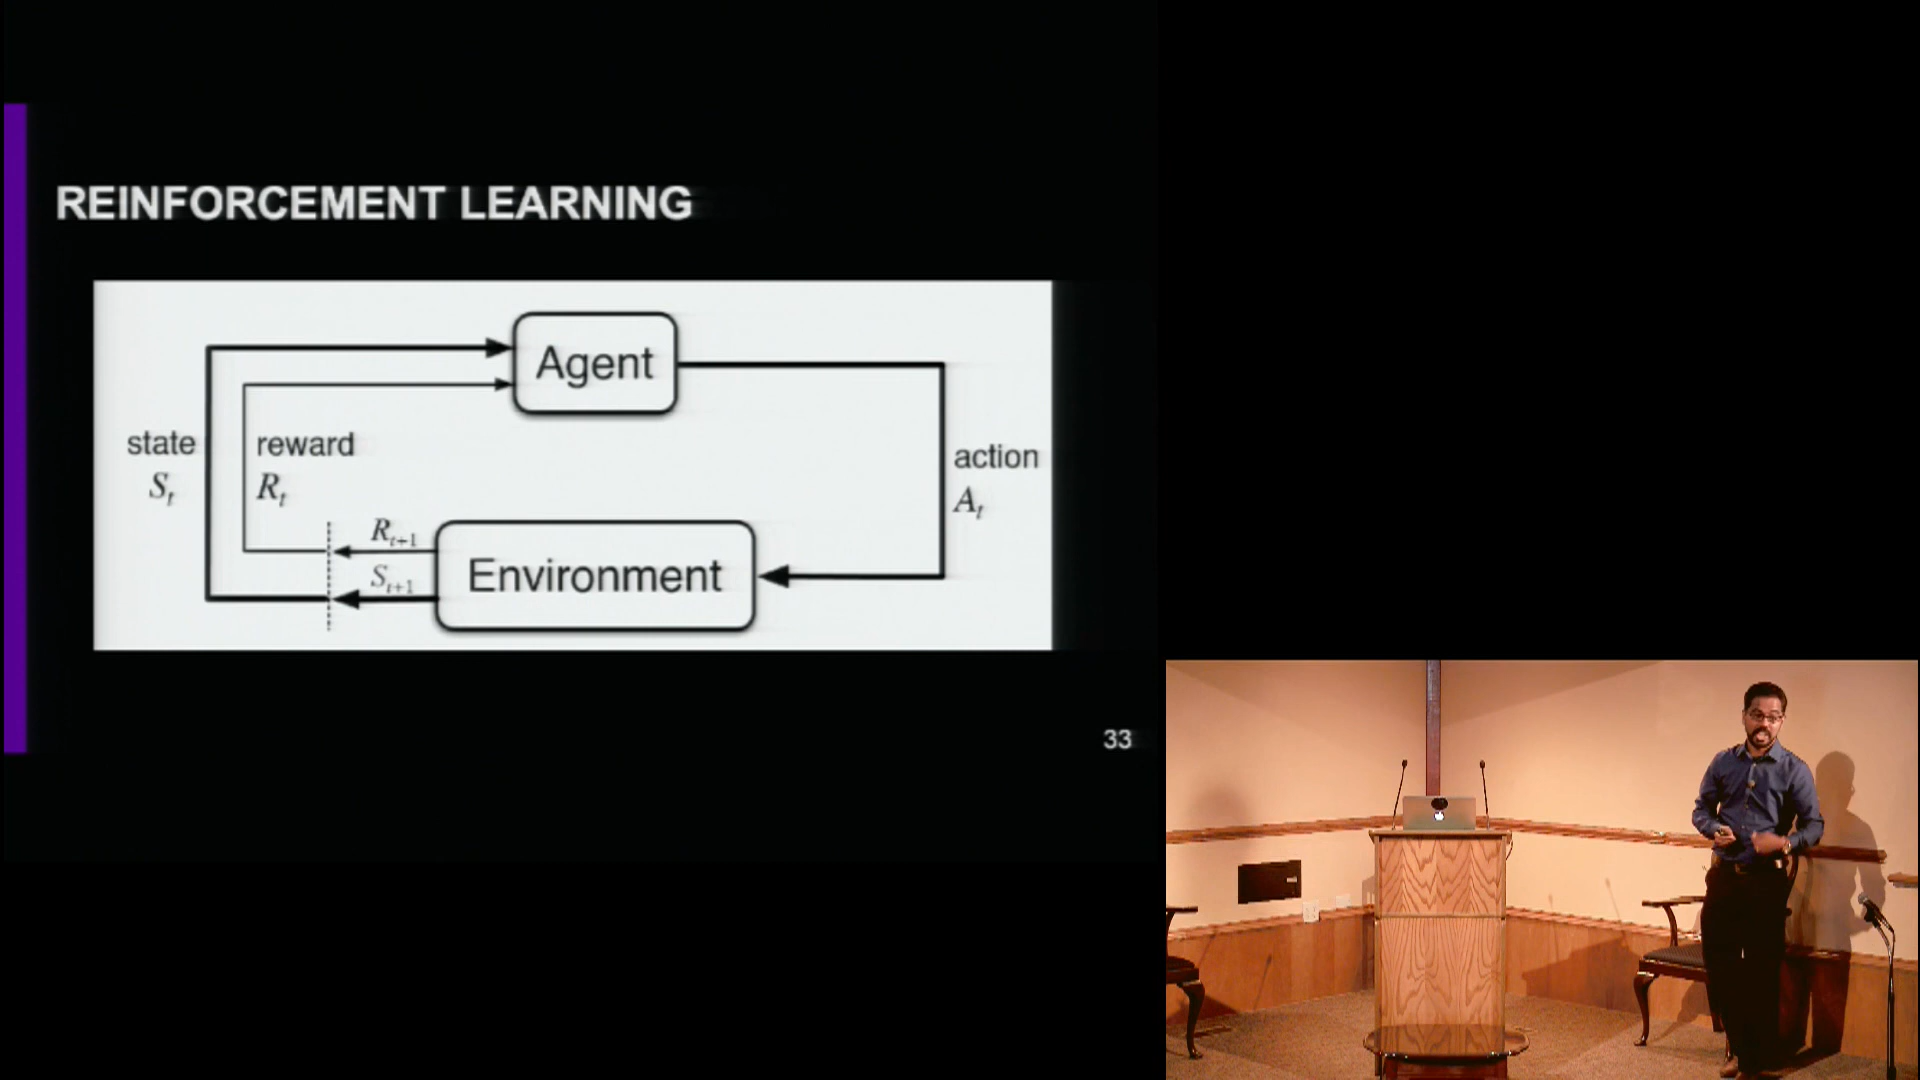 REINFORCEMENT LEARNING
Agent
state
S_t
reward
R_t
action
A_t
R_{t+1}
S_{t+1}
Environment
33